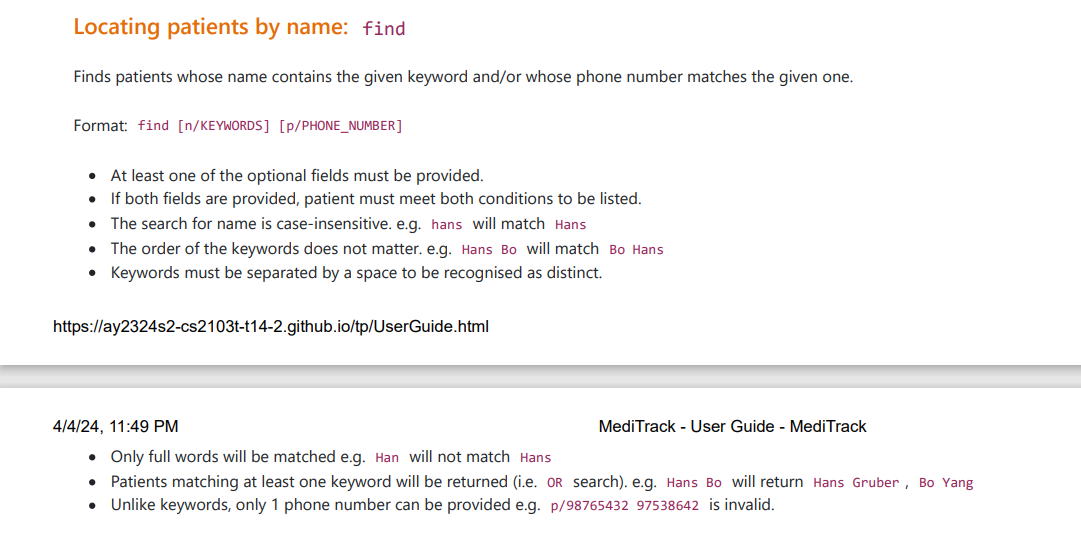 Locating patients by name: find
Finds patients whose name contains the given keyword and/or whose phone number matches the given one.
Format: find [n/KEYWORDS] [p/PHONE_NUMBER]
• At least one of the optional fields must be provided.
• If both fields are provided, patient must meet both conditions to be listed.
• The search for name is case-insensitive. e.g. hans will match Hans
• The order of the keywords does not matter. e.g. Hans Bo will match Bo Hans
• Keywords must be separated by a space to be recognised as distinct.
https://ay2324s2-cs2103t-t14-2.github.io/tp/UserGuide.html
4/4/24, 11:49 PM MediTrack - User Guide - MediTrack
• Only full words will be matched e.g. Han will not match Hans
• Patients matching at least one keyword will be returned (i.e. OR search). e.g. Hans Bo will return Hans Gruber , Bo Yang
• Unlike keywords, only 1 phone number can be provided e.g. p/98765432 97538642 is invalid.